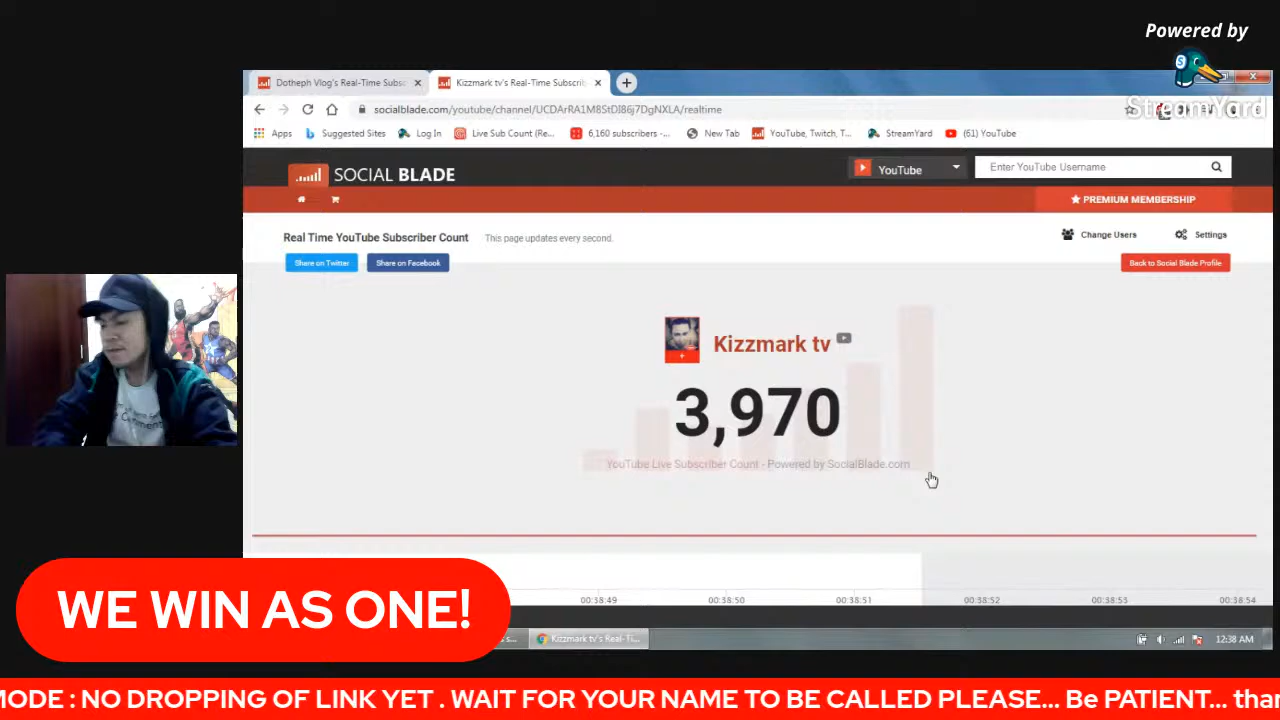 Powered by
StreamYard
Dotheph Vlog's Real-Time Subsc
Kizzmark tv's Real-Time Subscrib
socialblade.com/youtube/channel/UCDArRA1M8StDJ86j7DgNXLA/realtime
Apps
Suggested Sites
Log In
Live Sub Count (Re...
6,160 subscribers -...
New Tab
YouTube, Twitch, T...
StreamYard
(61) YouTube
SOCIAL BLADE
YouTube
Enter YouTube Username
PREMIUM MEMBERSHIP
Real Time YouTube Subscriber Count
This page updates every second.
Change Users
Settings
Share on Twitter
Share on Facebook
Back to Social Blade Profile
Kizzmark tv
3,970
YouTube Live Subscriber Count - Powered by SocialBlade.com
00:38:49
00:38:50
00:38:51
00:38:52
00:38:53
00:38:54
WE WIN AS ONE!
Kizzmark tv's Real-Ti...
12:38 AM
MODE : NO DROPPING OF LINK YET . WAIT FOR YOUR NAME TO BE CALLED PLEASE... Be PATIENT... than